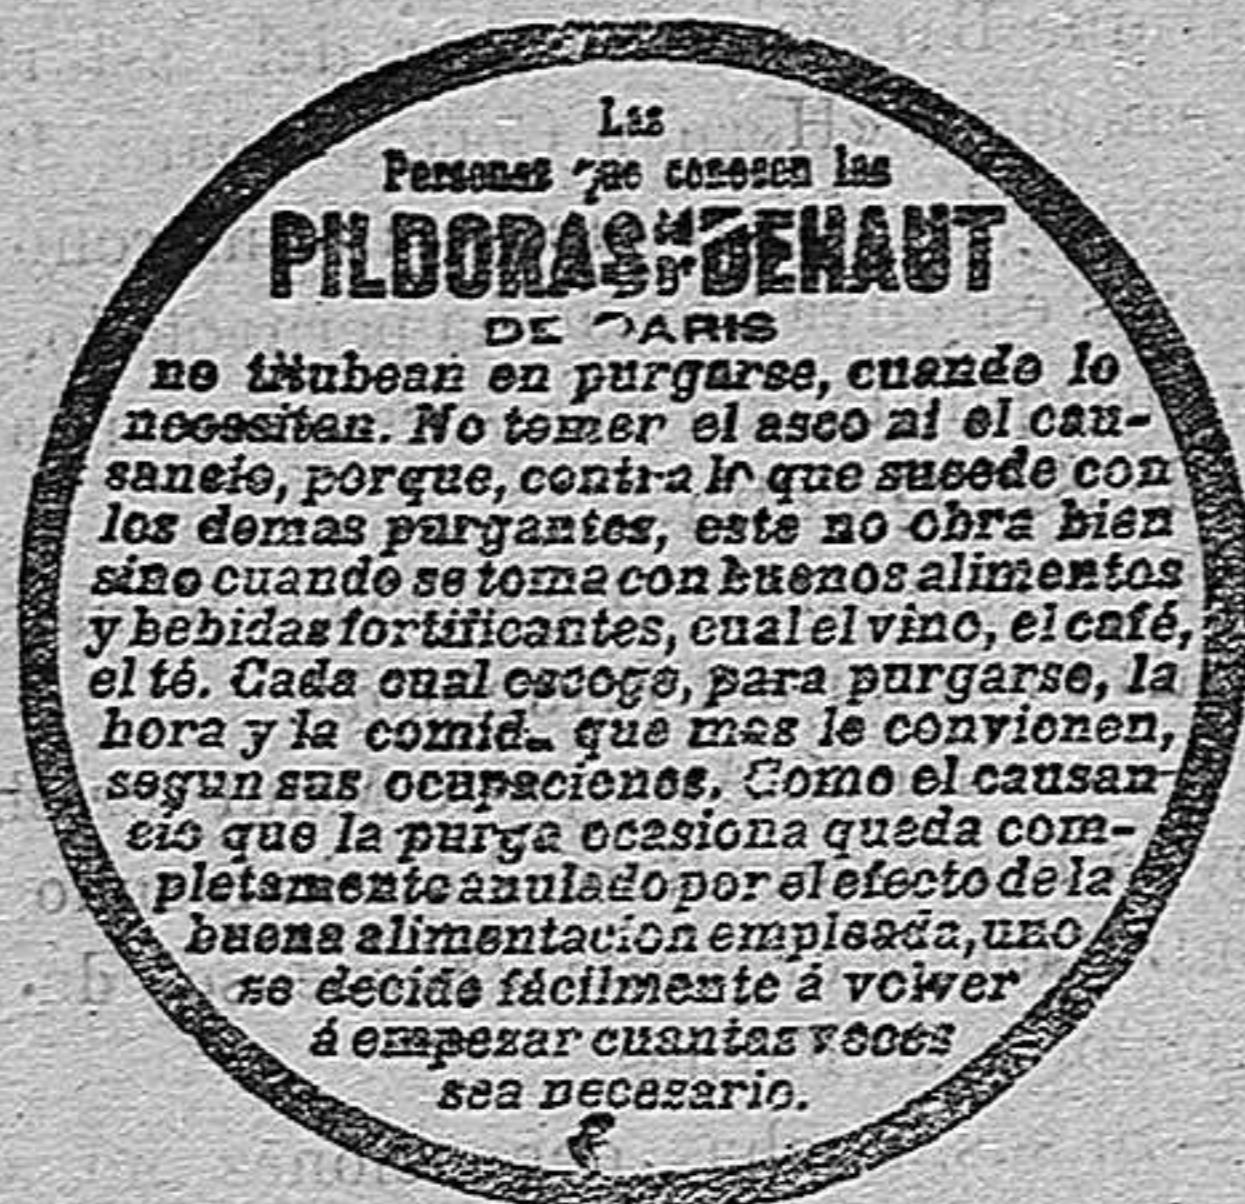 Las
Personas que conocen las
PILDORAS DEL DR DEHAUT
DE PARIS
no titubean en purgarse, cuando lo
necesitan. No temer el asco ni el cau-
sancio, porque, contra lo que sucede con
los demas purgantes, este no obra bien
sino cuando se toma con buenos alimentos
y bebidas fortificantes, cual el vino, el café,
el té. Cada cual escoge, para purgarse, la
hora y la comida que mas le convienen,
segun sus ocupaciones. Como el causan
cio que la purga ocasiona queda com-
pletamente anulado por el efecto de la
buena alimentacion empleada, uno
se decide fácilmente á volver
á empezar cuantas veces
sea necesario.